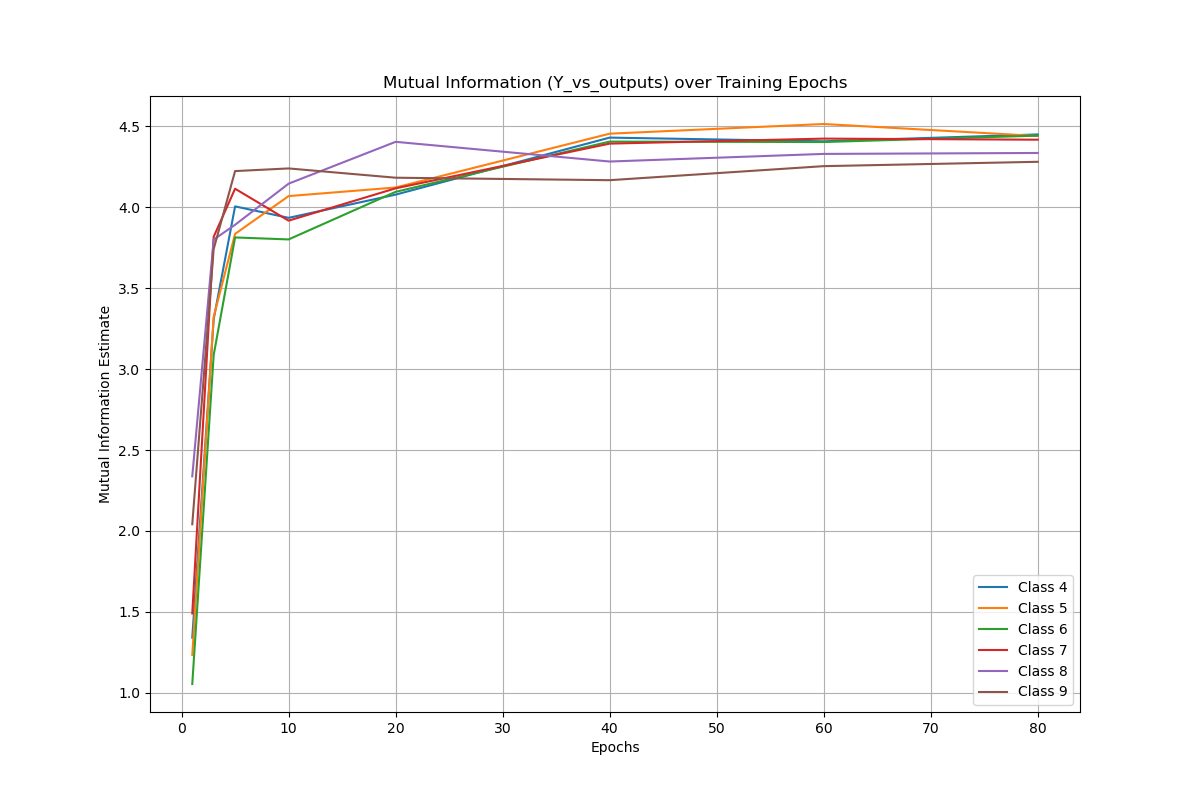 Mutual Information (Y_vs_outputs) over Training Epochs
Mutual Information Estimate
4.5
4.0
3.5
3.0
2.5
2.0
1.5
1.0
0 10 20 30 40 50 60 70 80
Epochs
Class 4
Class 5
Class 6
Class 7
Class 8
Class 9